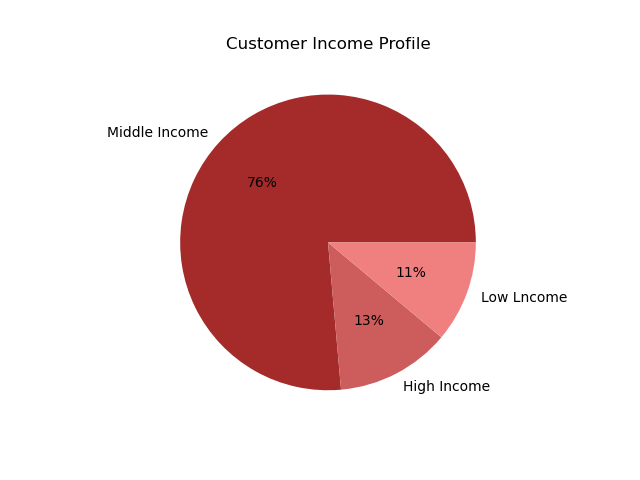 Customer Income Profile
Middle Income
76%
11%
Low Lncome
13%
High Income